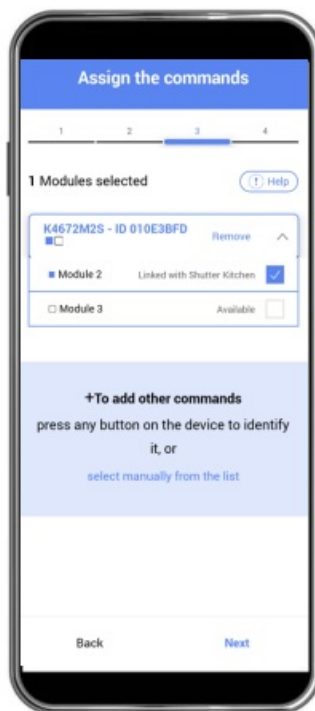 Assign the commands
1 2 3 4
1 Modules selected
! Help
K4672M2S - ID 010E3BFD
Remove
Module 2 Linked with Shutter Kitchen
Module 3 Available
+To add other commands
press any button on the device to identify
it, or
select manually from the list
Back Next